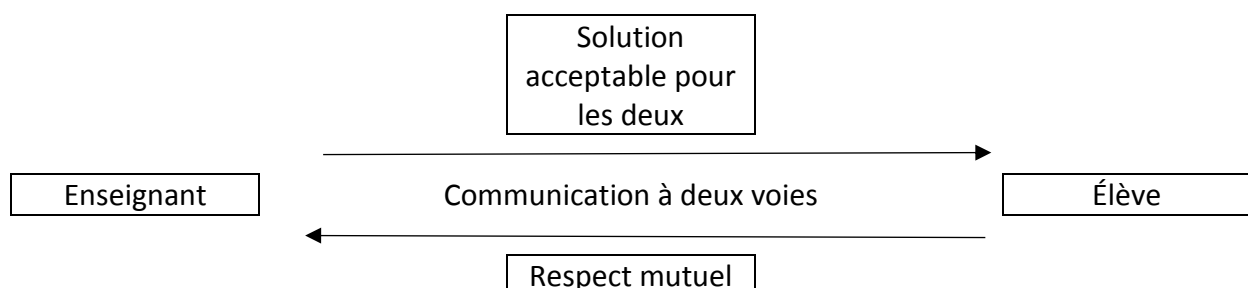 Solution
acceptable pour
les deux
Enseignant
Communication à deux voies
Élève
Respect mutuel